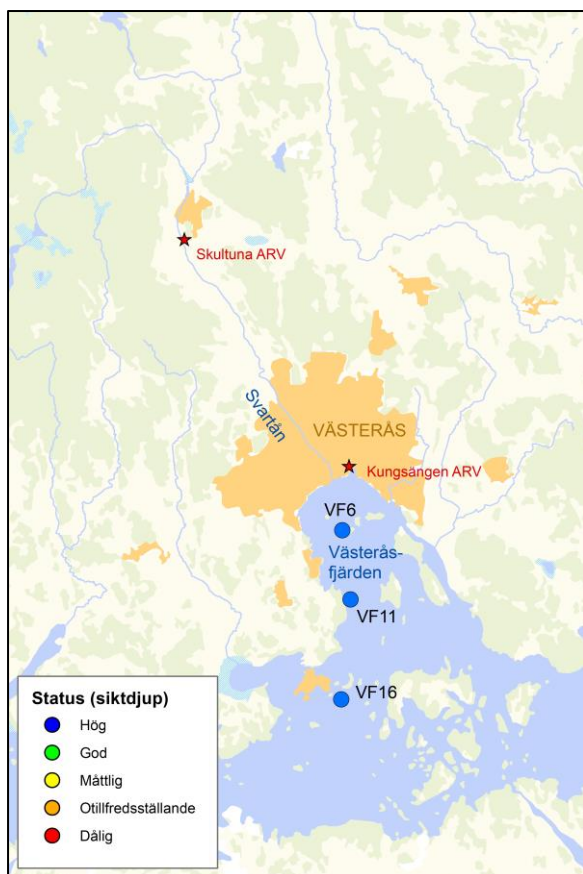 Skultuna ARV
Svartån
VÄSTERÅS
Kungsängen ARV
VF6
Västerås-
fjärden
VF11
VF16
Status (siktdjup)
Hög
God
Måttlig
Otillfredsställande
Dålig